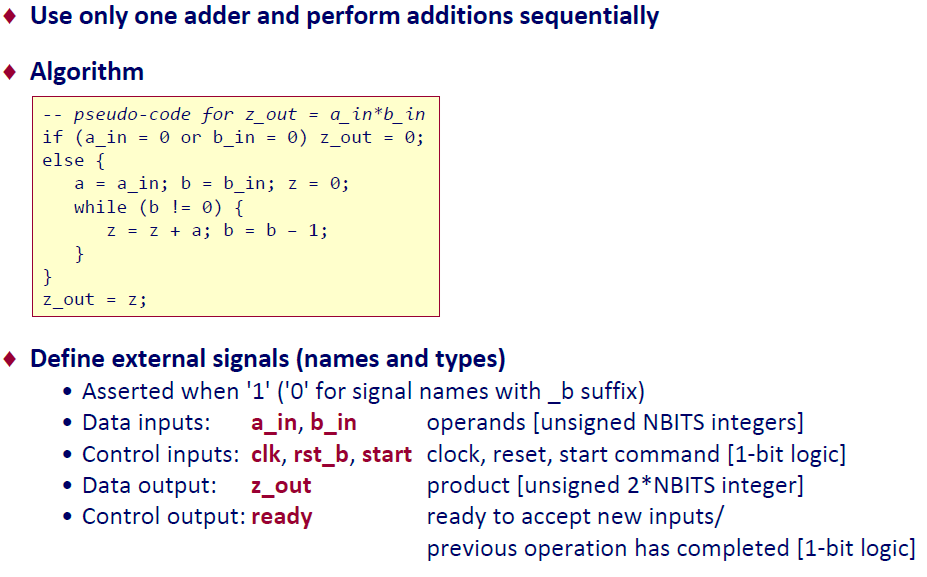 ♦ Use only one adder and perform additions sequentially
♦ Algorithm
-- pseudo-code for z_out = a_in*b_in
if (a_in = 0 or b_in = 0) z_out = 0;
else {
   a = a_in; b = b_in; z = 0;
   while (b != 0) {
      z = z + a; b = b – 1;
   }
}
z_out = z;
♦ Define external signals (names and types)
• Asserted when '1' ('0' for signal names with _b suffix)
• Data inputs: a_in, b_in operands [unsigned NBITS integers]
• Control inputs: clk, rst_b, start clock, reset, start command [1-bit logic]
• Data output: z_out product [unsigned 2*NBITS integer]
• Control output: ready ready to accept new inputs/
previous operation has completed [1-bit logic]